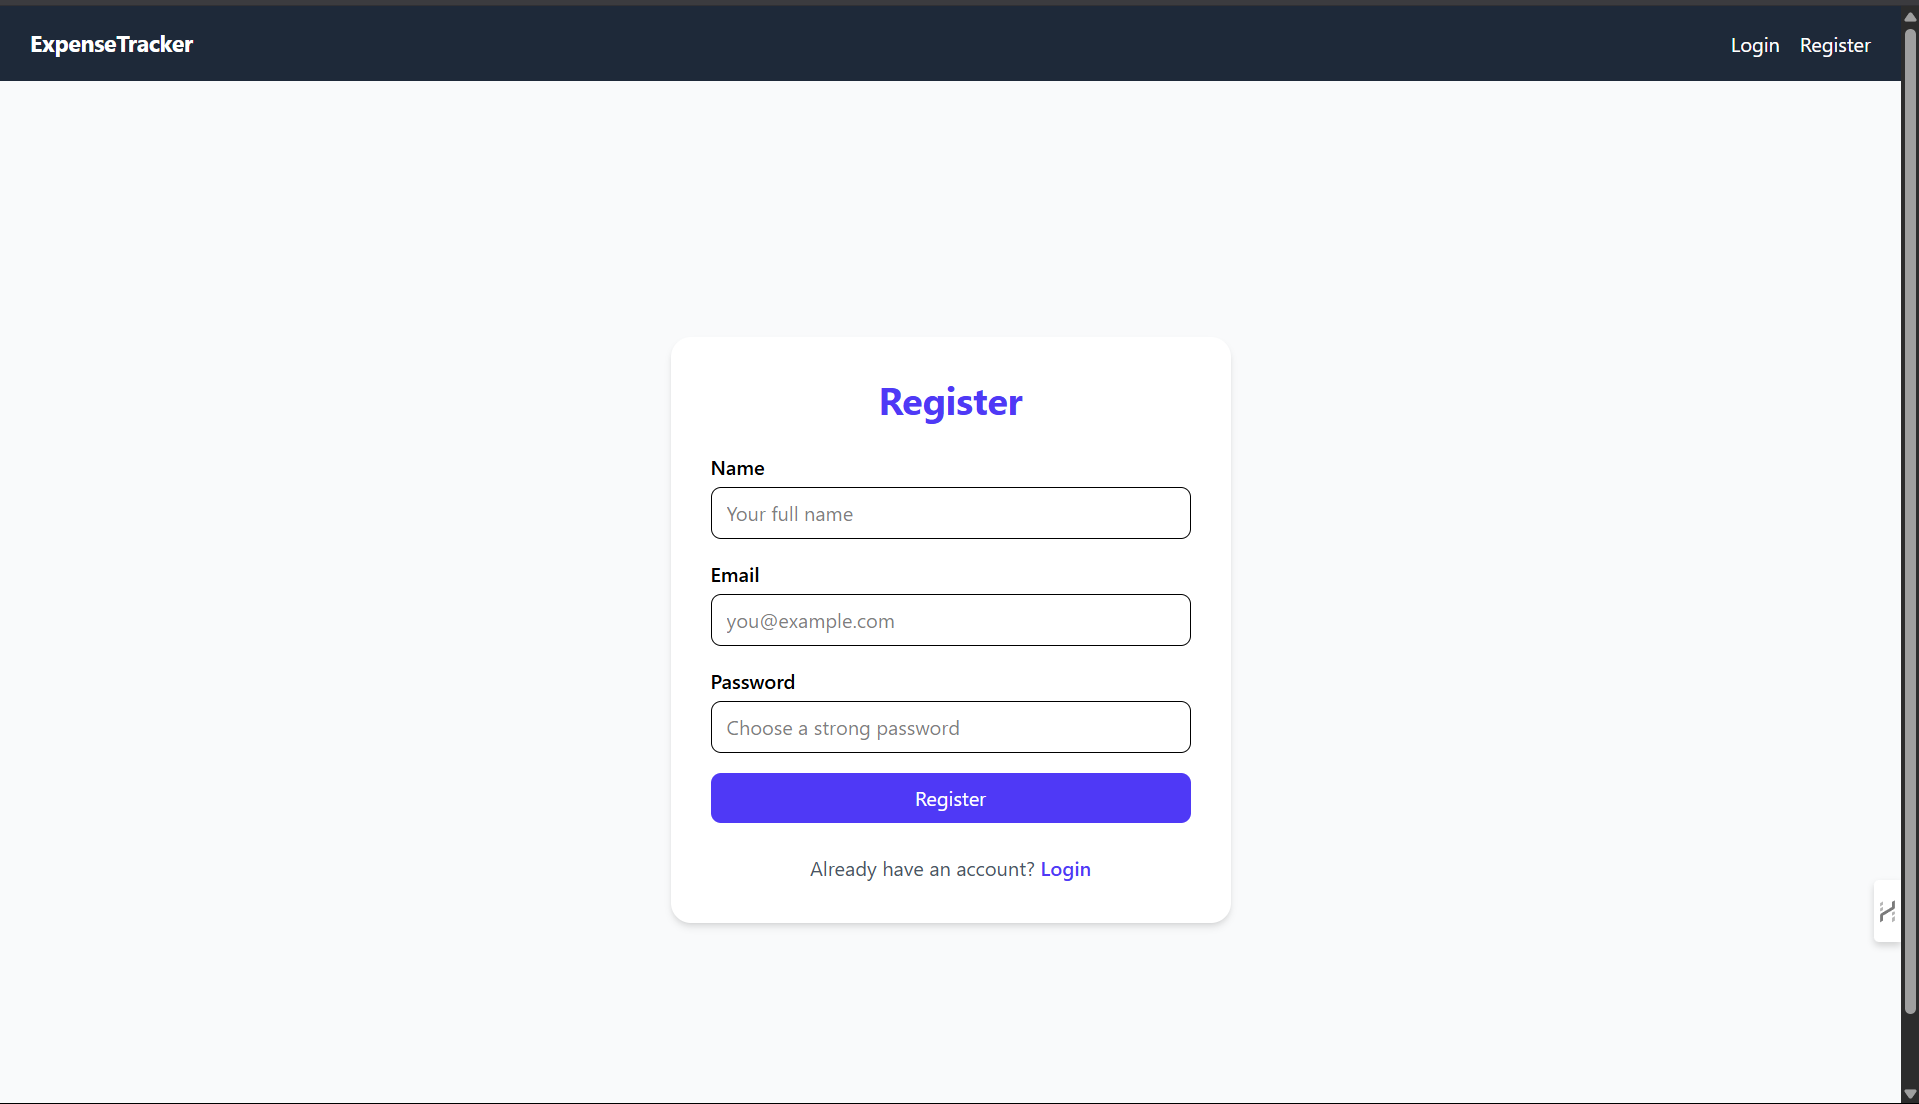 ExpenseTracker
Login Register
Register
Name
Your full name
Email
you@example.com
Password
Choose a strong password
Register
Already have an account? Login